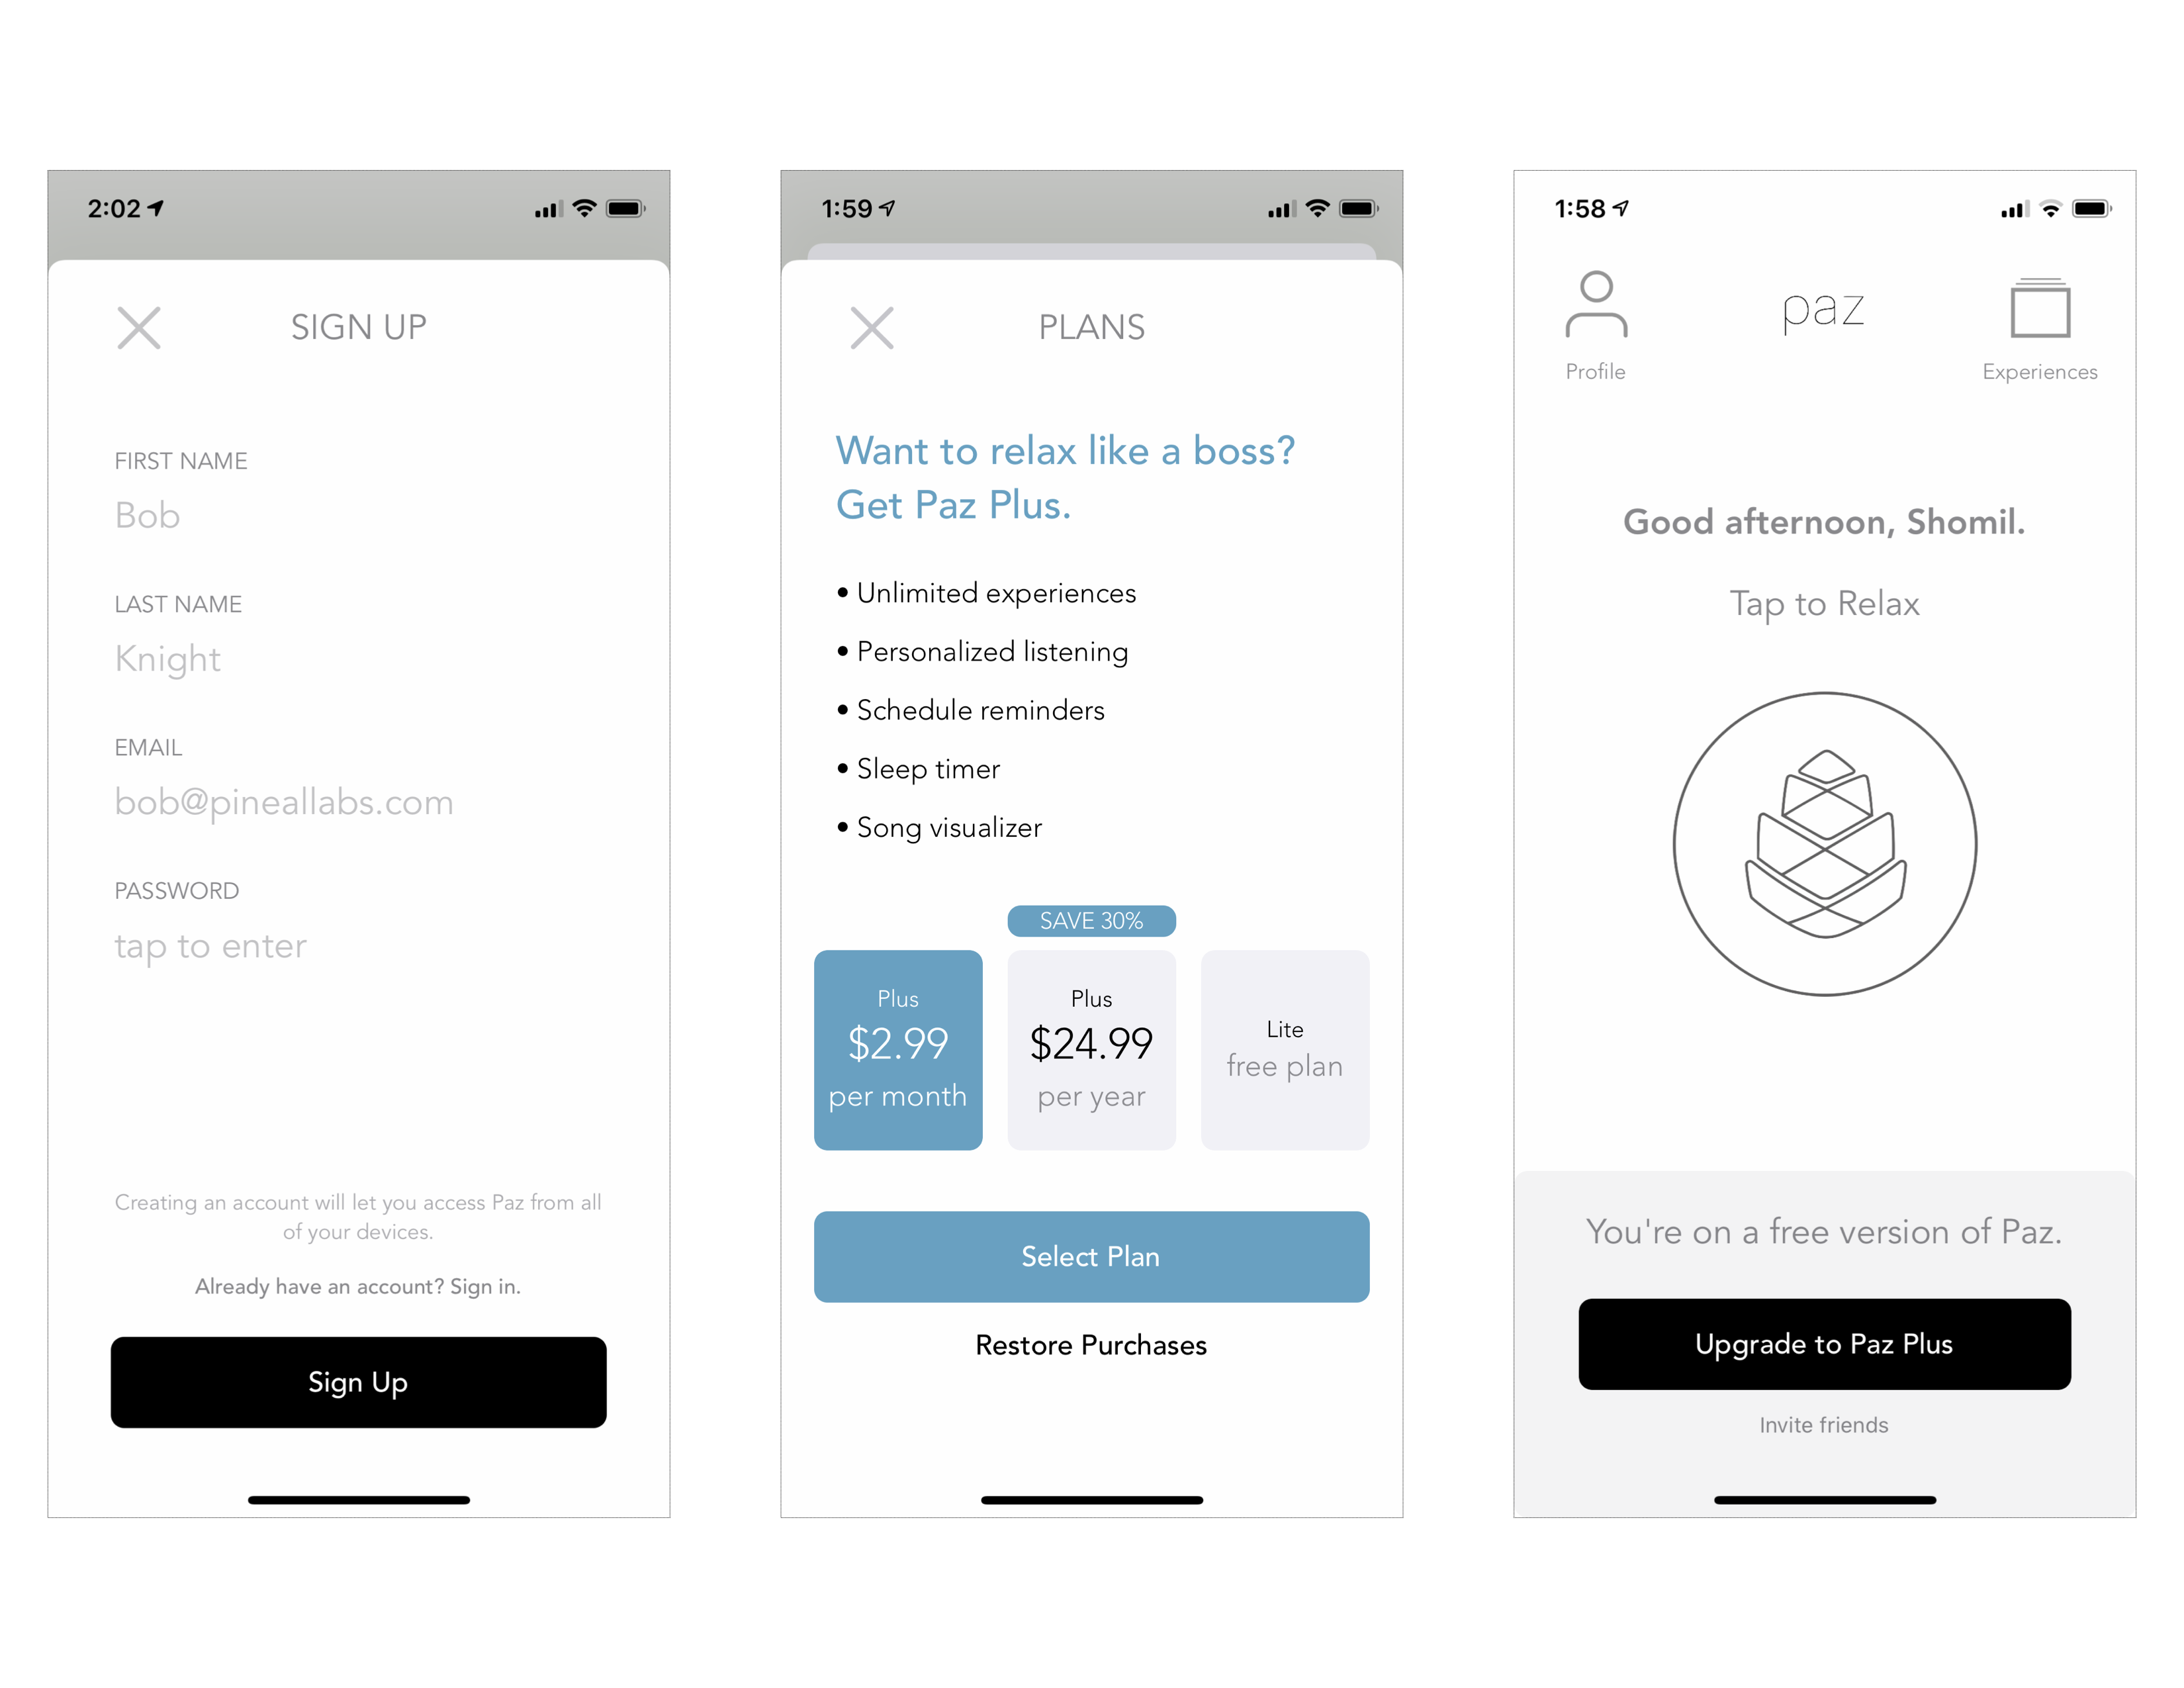 2:02
SIGN UP
FIRST NAME
Bob
LAST NAME
Knight
EMAIL
bob@pineallabs.com
PASSWORD
tap to enter
Creating an account will let you access Paz from all
of your devices.
Already have an account? Sign in.
Sign Up
1:59
PLANS
Want to relax like a boss?
Get Paz Plus.
• Unlimited experiences
• Personalized listening
• Schedule reminders
• Sleep timer
• Song visualizer
SAVE 30%
Plus
$2.99
per month
Plus
$24.99
per year
Lite
free plan
Select Plan
Restore Purchases
1:58
paz
Profile
Experiences
Good afternoon, Shomil.
Tap to Relax
You're on a free version of Paz.
Upgrade to Paz Plus
Invite friends